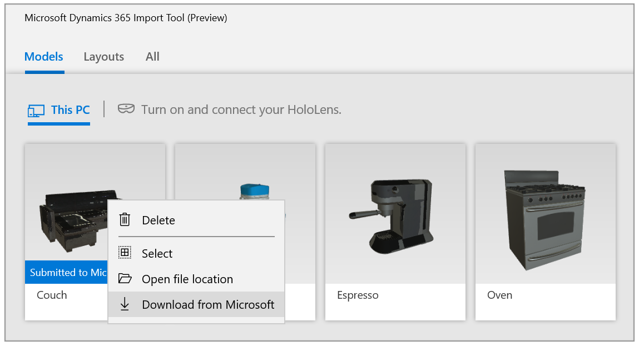 Microsoft Dynamics 365 Import Tool (Preview)
Models Layouts All
This PC Turn on and connect your HoloLens.
Delete
Select
Open file location
Download from Microsoft
Submitted to Mic
Couch Espresso Oven